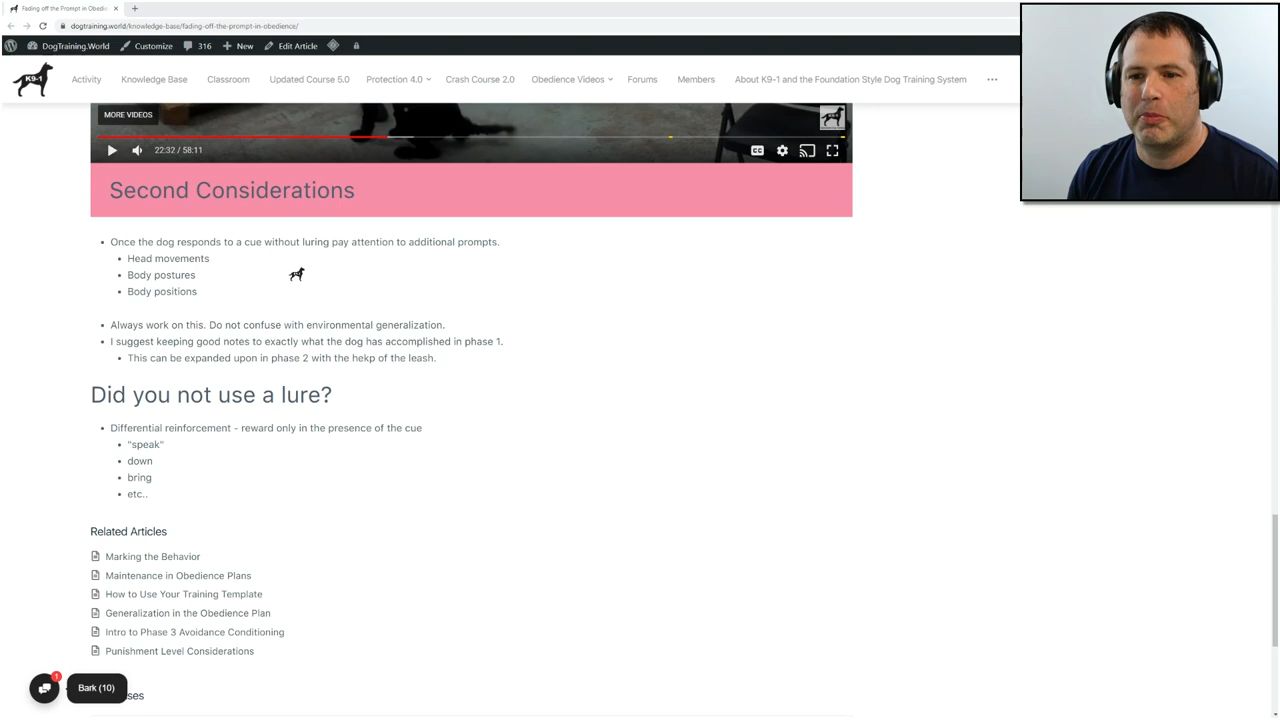 Fading off the Prompt in Obedi
dogtraining.world/knowledge-base/fading-off-the-prompt-in-obedience/
DogTraining.World Customize 316 New Edit Article
K9-1
Activity Knowledge Base Classroom Updated Course 5.0 Protection 4.0 Crash Course 2.0 Obedience Videos Forums Members About K9-1 and the Foundation Style Dog Training System
MORE VIDEOS
22:32 / 58:11
CC
Second Considerations
Once the dog responds to a cue without luring pay attention to additional prompts.
Head movements
Body postures
Body positions
Always work on this. Do not confuse with environmental generalization.
I suggest keeping good notes to exactly what the dog has accomplished in phase 1.
This can be expanded upon in phase 2 with the hekp of the leash.
Did you not use a lure?
Differential reinforcement - reward only in the presence of the cue
"speak"
down
bring
etc..
Related Articles
Marking the Behavior
Maintenance in Obedience Plans
How to Use Your Training Template
Generalization in the Obedience Plan
Intro to Phase 3 Avoidance Conditioning
Punishment Level Considerations
1
Bark (10)
ses